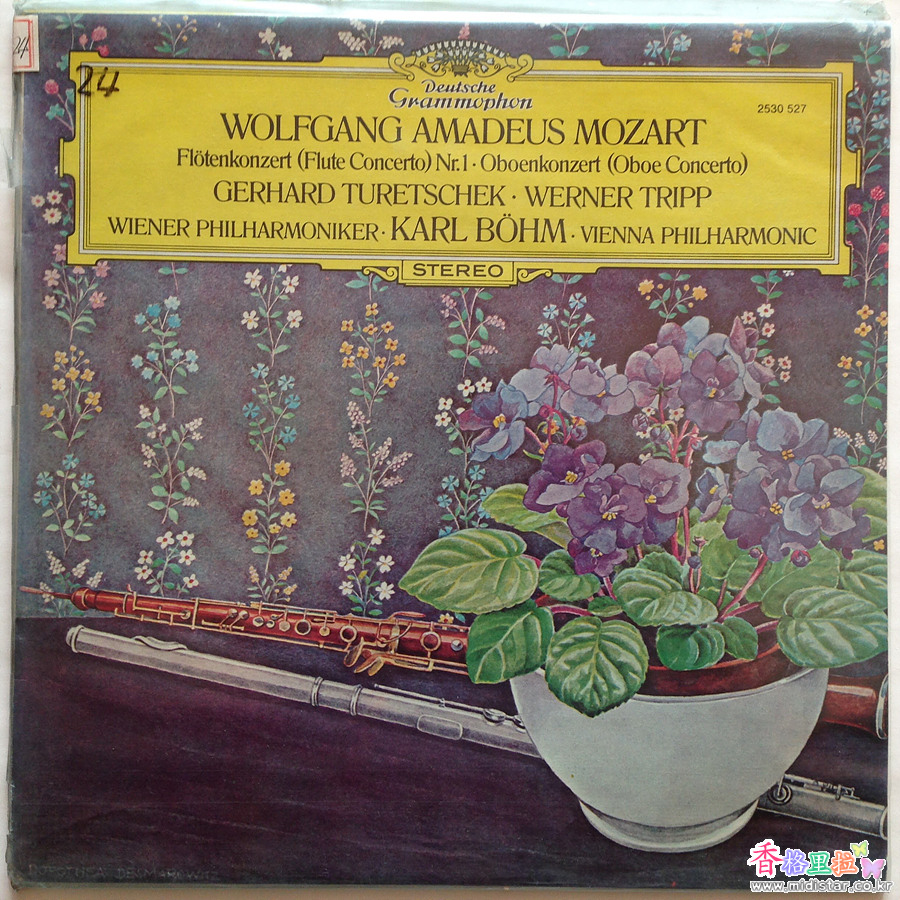 24
24
Deutsche
Grammophon
2530 527
WOLFGANG AMADEUS MOZART
Flötenkonzert (Flute Concerto) Nr.1 · Oboenkonzert (Oboe Concerto)
GERHARD TURETSCHEK · WERNER TRIPP
WIENER PHILHARMONIKER · KARL BÖHM · VIENNA PHILHARMONIC
STEREO
香格里拉
www.midistar.co.kr